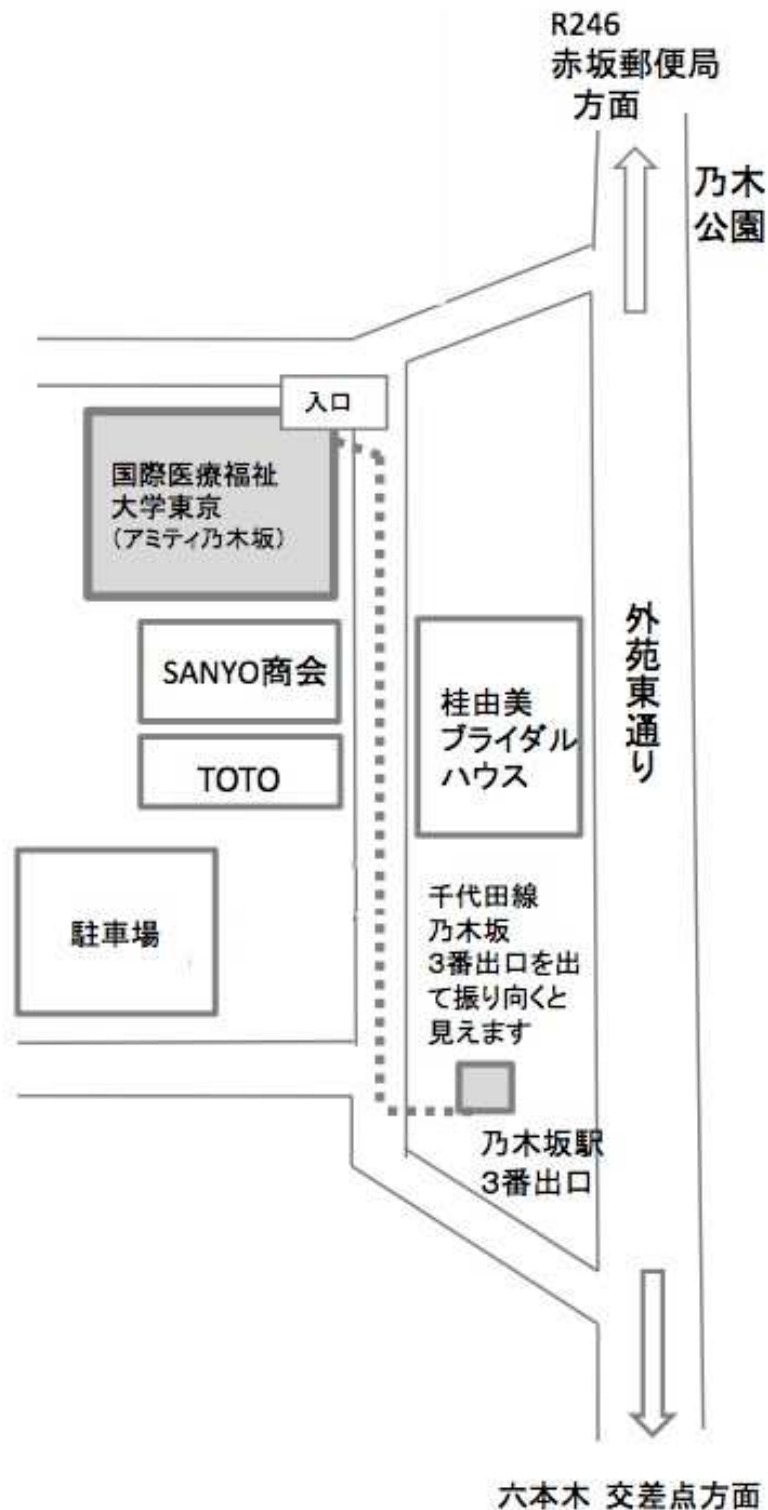 R246
赤坂郵便局
方面
乃木
公園
入口
国際医療福祉
大学東京
(アミティ乃木坂)
SANYO商会
TOTO
駐車場
桂由美
ブライダル
ハウス
外苑東通り
千代田線
乃木坂
3番出口を出
て振り向くと
見えます
乃木坂駅
3番出口
六本木 交差点方面